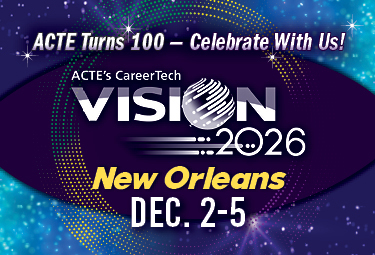 ACTE Turns 100 – Celebrate With Us!
ACTE's CareerTech
VISION
2026
New Orleans
DEC. 2-5